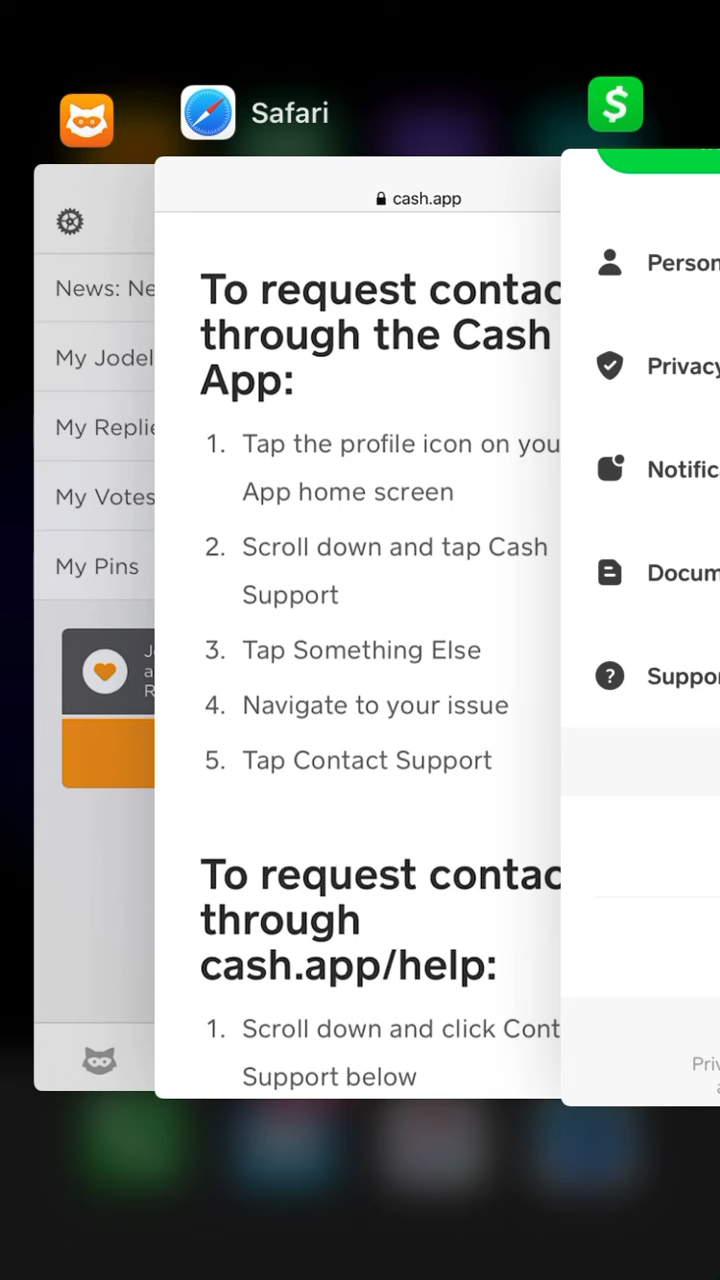 Safari
News: Ne
My Jodel
My Replie
My Votes
My Pins
J
a
R
cash.app
To request contac
through the Cash
App:
1. Tap the profile icon on you
App home screen
2. Scroll down and tap Cash
Support
3. Tap Something Else
4. Navigate to your issue
5. Tap Contact Support
To request contac
through
cash.app/help:
1. Scroll down and click Cont
Support below
$
Person
Privacy
Notific
Docum
Suppor
Priv
a